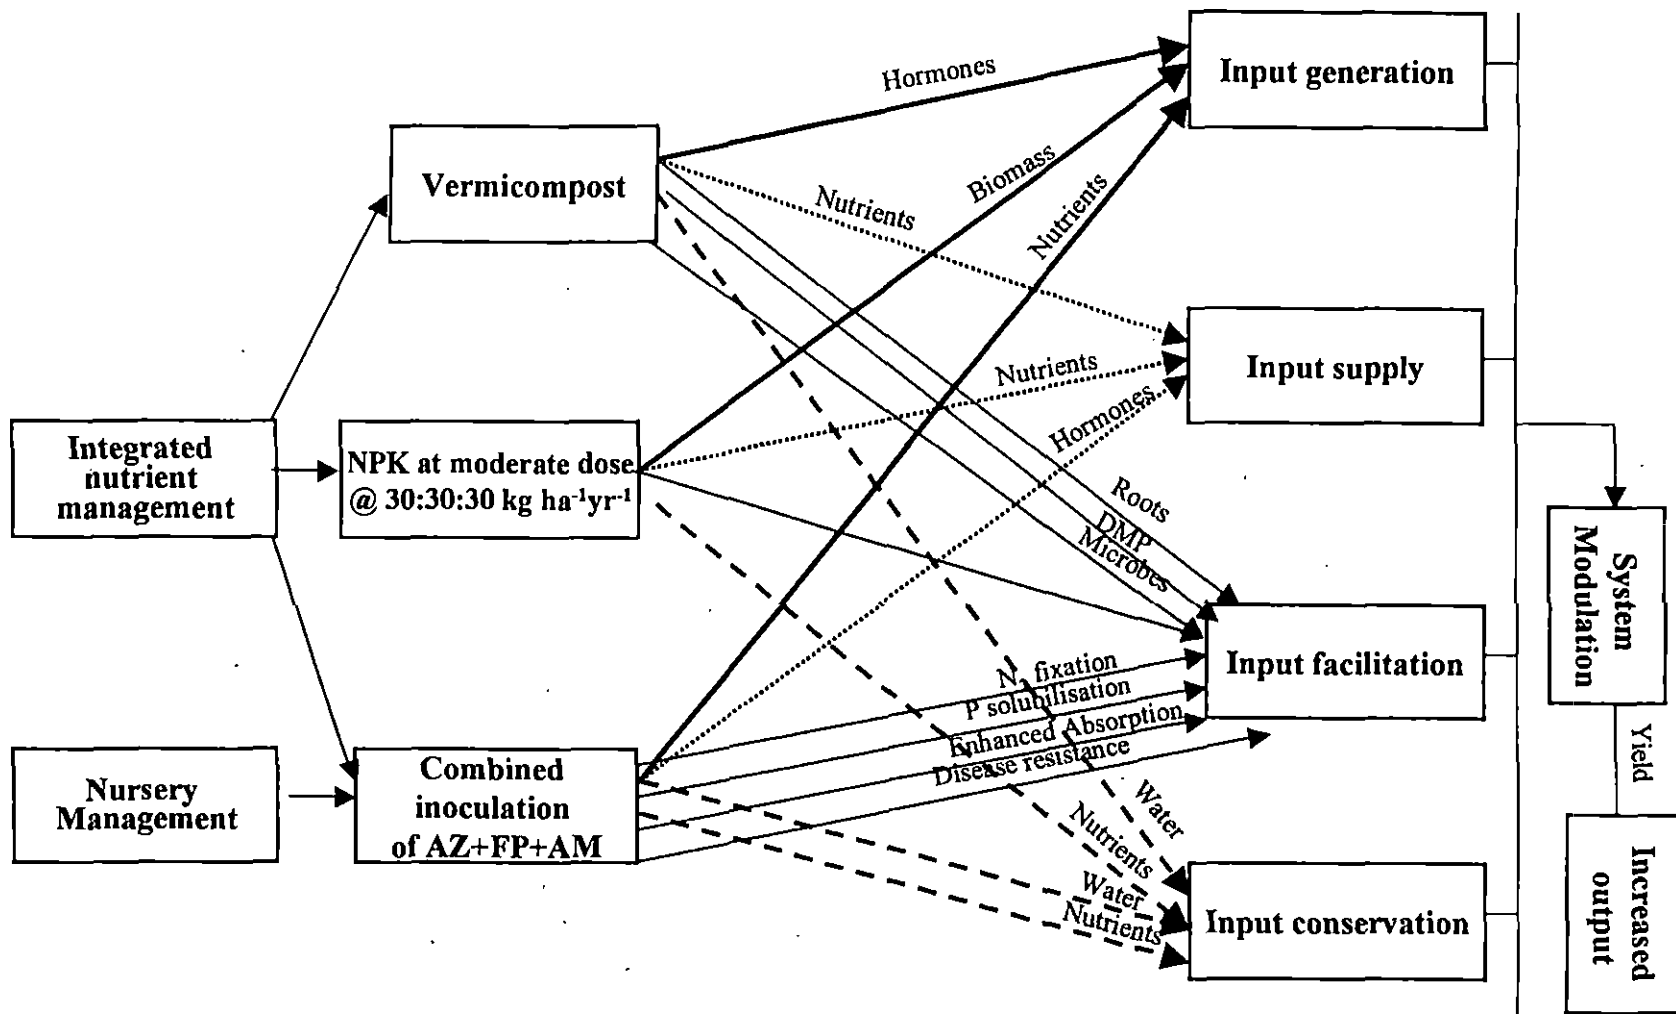 Hormones
Input generation
Vermicompost
Biomass
Nutrients
Nutrients
Input supply
Nutrients
Hormones
Integrated
nutrient
management
NPK at moderate dose
@ 30:30:30 kg ha⁻¹yr⁻¹
Roots
DMP
Microbes
System
Modulation
Input facilitation
N₂ fixation
P solubilisation
Enhanced Absorption
Disease resistance
Yield
Nursery
Management
Combined
inoculation
of AZ+FP+AM
Water
Nutrients
Water
Nutrients
Input conservation
Increased
output